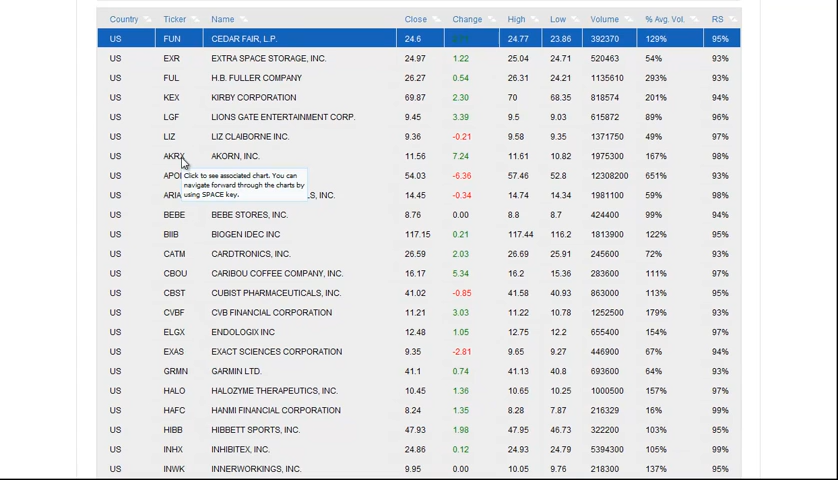 Country Ticker Name Close Change High Low Volume % Avg. Vol. RS
US FUN CEDAR FAIR, L.P. 24.6 24.77 23.86 392370 129% 95%
US EXR EXTRA SPACE STORAGE, INC. 24.97 1.22 25.04 24.71 520463 54% 93%
US FUL H.B. FULLER COMPANY 26.27 0.54 26.31 24.21 1135610 293% 93%
US KEX KIRBY CORPORATION 69.87 2.30 70 68.35 818574 201% 94%
US LGF LIONS GATE ENTERTAINMENT CORP. 9.45 3.39 9.5 9.03 615872 89% 96%
US LIZ LIZ CLAIBORNE INC. 9.36 -0.21 9.58 9.35 1371750 49% 97%
US AKRX AKORN, INC. 11.56 7.24 11.61 10.82 1975300 167% 98%
US 54.03 -6.36 57.46 52.8 12308200 651% 93%
Click to see associated chart. You can
navigate forward through the charts by
using SPACE key.
US ARIA LS, INC. 14.45 -0.34 14.74 14.34 1981100 59% 98%
US BEBE BEBE STORES, INC. 8.76 0.00 8.8 8.7 424400 99% 94%
US BIIB BIOGEN IDEC INC 117.15 0.21 117.44 116.2 1813900 122% 95%
US CATM CARDTRONICS, INC. 26.59 2.03 26.69 25.91 245600 72% 93%
US CBOU CARIBOU COFFEE COMPANY, INC. 16.17 5.34 16.2 15.36 283600 111% 97%
US CBST CUBIST PHARMACEUTICALS, INC. 41.02 -0.85 41.58 40.93 863000 113% 95%
US CVBF CVB FINANCIAL CORPORATION 11.21 3.03 11.22 10.78 1252500 179% 93%
US ELGX ENDOLOGIX INC 12.48 1.05 12.75 12.2 655400 154% 97%
US EXAS EXACT SCIENCES CORPORATION 9.35 -2.81 9.65 9.27 446900 67% 94%
US GRMN GARMIN LTD. 41.1 0.74 41.13 40.8 693600 64% 93%
US HALO HALOZYME THERAPEUTICS, INC. 10.45 1.36 10.65 10.25 1000500 157% 97%
US HAFC HANMI FINANCIAL CORPORATION 8.24 1.35 8.28 7.87 216329 16% 99%
US HIBB HIBBETT SPORTS, INC. 47.93 1.98 47.95 46.73 322200 103% 95%
US INHX INHIBITEX, INC. 24.86 0.12 24.93 24.79 5394300 105% 99%
US INWK INNERWORKINGS, INC. 9.95 0.00 10.05 9.76 218300 137% 95%